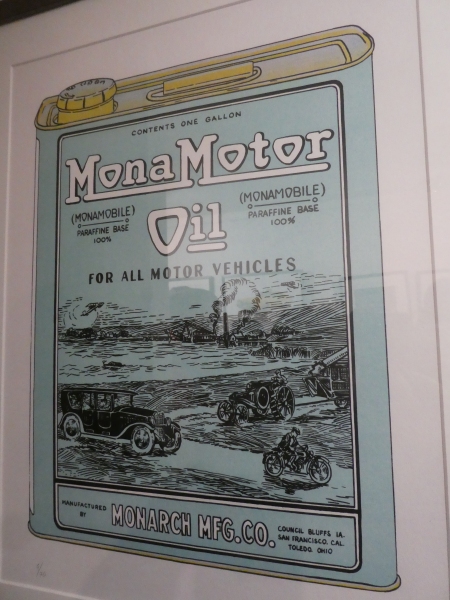 CONTENTS ONE GALLON
MonaMotor
(MONAMOBILE)
PARAFFINE BASE
100%
Oil
(MONAMOBILE)
PARAFFINE BASE
100%
FOR ALL MOTOR VEHICLES
MANUFACTURED
BY
MONARCH MFG. CO.
COUNCIL BLUFFS IA.
SAN FRANCISCO, CAL.
TOLEDO, OHIO